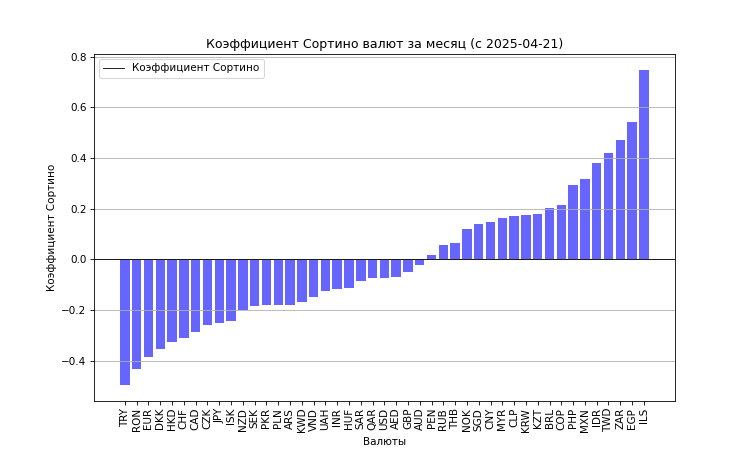 Коэффициент Сортино валют за месяц (с 2025-04-21)
Коэффициент Сортино
Коэффициент Сортино
0.8
0.6
0.4
0.2
0.0
−0.2
−0.4
TRY RON EUR DKK HKD CHF CAD CZK JPY ISK NZD SEK PKR PLN ARS KWD VND UAH INR HUF SAR QAR USD AED GBP AUD PEN RUB THB NOK SGD CNY MYR CLP KRW KZT BRL COP PHP MXN IDR TWD ZAR EGP ILS
Валюты